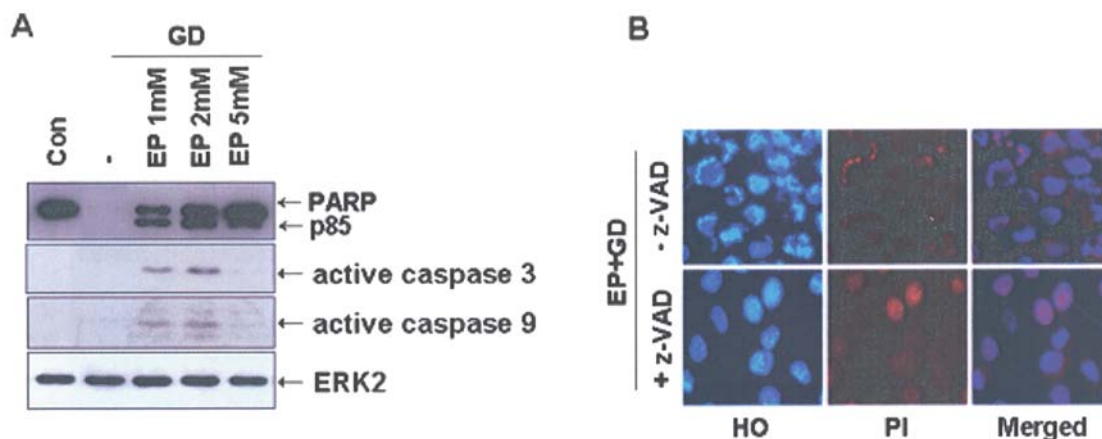 A
GD
Con
-
EP 1mM
EP 2mM
EP 5mM
PARP
p85
active caspase 3
active caspase 9
ERK2
B
EP+GD
- z-VAD
+ z-VAD
HO
PI
Merged